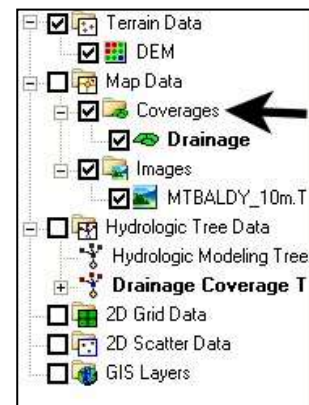 Terrain Data
DEM
Map Data
Coverages
Drainage
Images
MTBALDY_10m.T
Hydrologic Tree Data
Hydrologic Modeling Tree
Drainage Coverage T
2D Grid Data
2D Scatter Data
GIS Layers